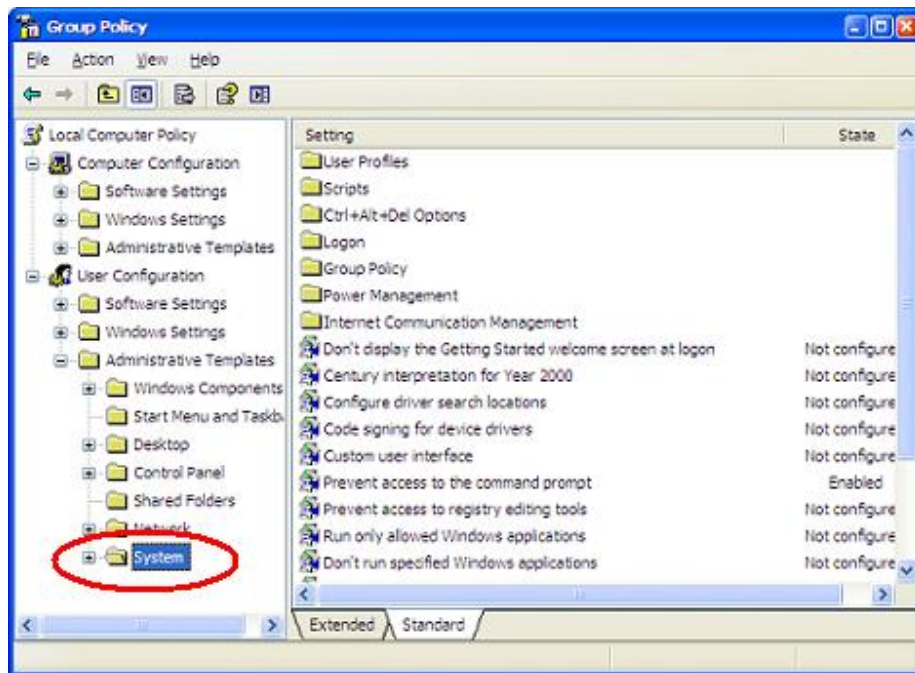 Group Policy
File Action View Help
Local Computer Policy
Computer Configuration
Software Settings
Windows Settings
Administrative Templates
User Configuration
Software Settings
Windows Settings
Administrative Templates
Windows Components
Start Menu and Taskb
Desktop
Control Panel
Shared Folders
Network
System
Setting State
User Profiles
Scripts
Ctrl+Alt+Del Options
Logon
Group Policy
Power Management
Internet Communication Management
Don't display the Getting Started welcome screen at logon Not configure
Century interpretation for Year 2000 Not configure
Configure driver search locations Not configure
Code signing for device drivers Not configure
Custom user interface Not configure
Prevent access to the command prompt Enabled
Prevent access to registry editing tools Not configure
Run only allowed Windows applications Not configure
Don't run specified Windows applications Not configure
Extended Standard